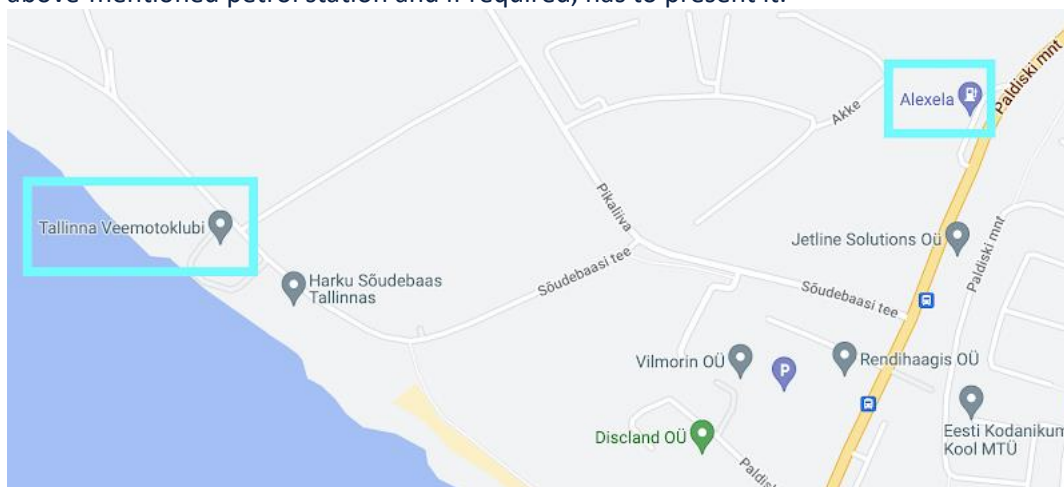 above-mentioned petrol station and if required, has to present it.
Paldiski mnt
Alexela
Akke
Tallinna Veemotoklubi
Pikaliiva
Jetline Solutions OÜ
Paldiski mnt
Harku Sõudebaas
Tallinnas
Sõudebaasi tee
Sõudebaasi tee
Vilmorin OÜ
P
Rendihaagis OÜ
Discland OÜ
Eesti Kodanikum
Kool MTÜ
Paldis